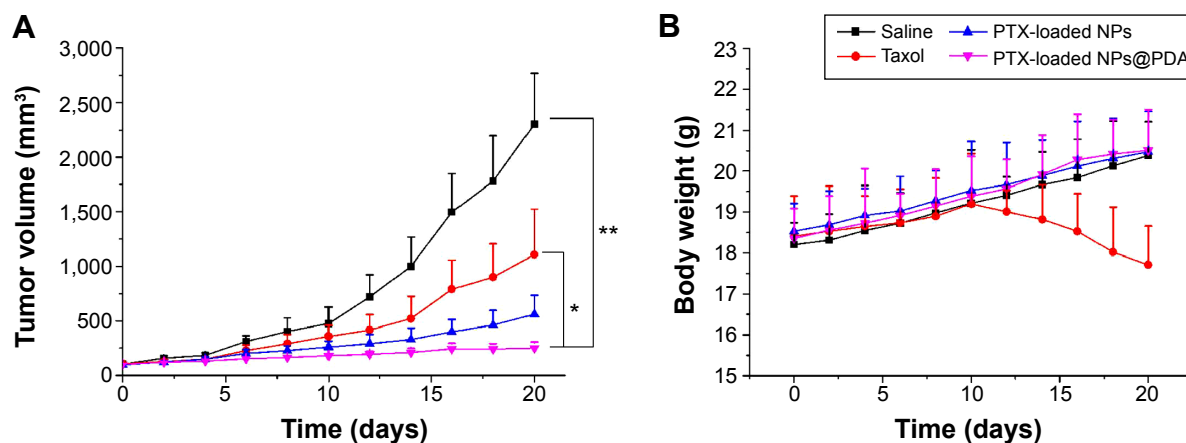 A
Tumor volume (mm³)
3,000
2,500
2,000
1,500
1,000
500
0
0 5 10 15 20
Time (days)
**
*
B
Saline PTX-loaded NPs
Taxol PTX-loaded NPs@PDA
Body weight (g)
23
22
21
20
19
18
17
16
15
0 5 10 15 20
Time (days)